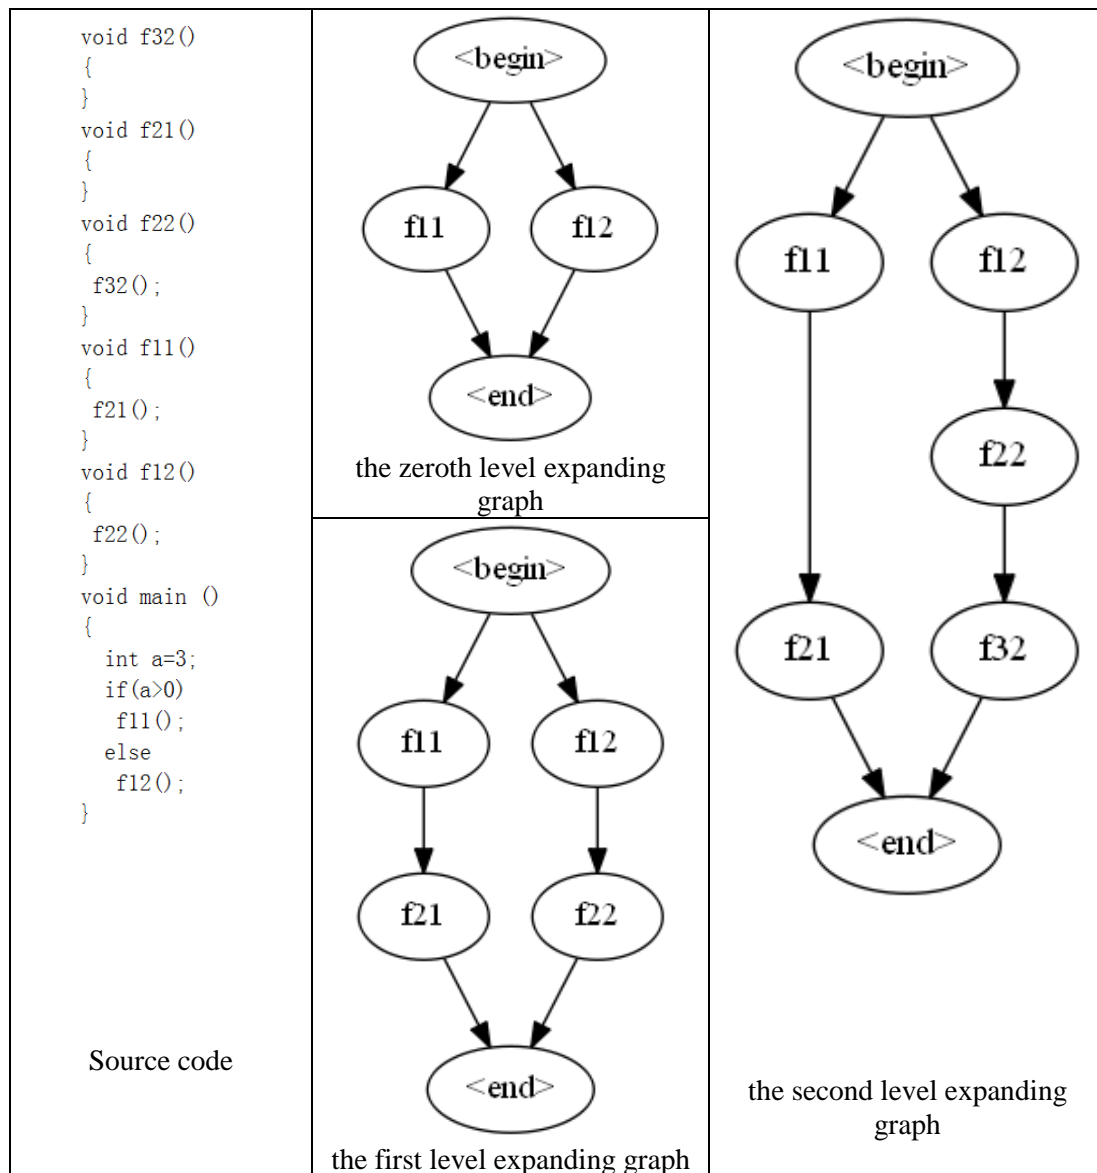 void f32()
{
}
void f21()
{
}
void f22()
{
f32();
}
void f11()
{
f21();
}
void f12()
{
f22();
}
void main ()
{
int a=3;
if(a>0)
f11();
else
f12();
}
Source code
<begin>
f11 f12
<end>
the zeroth level expanding
graph
<begin>
f11 f12
f21 f22
<end>
the first level expanding graph
<begin>
f11 f12
f22
f21 f32
<end>
the second level expanding
graph